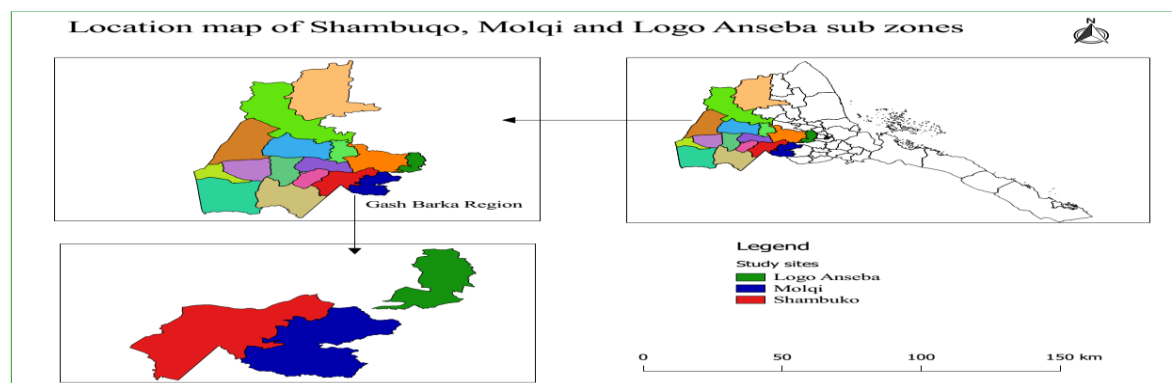 Location map of Shambuqo, Molqi and Logo Anseba sub zones
N
Gash Barka Region
Legend
Study sites
Logo Anseba
Molqi
Shambuko
0 50 100 150 km